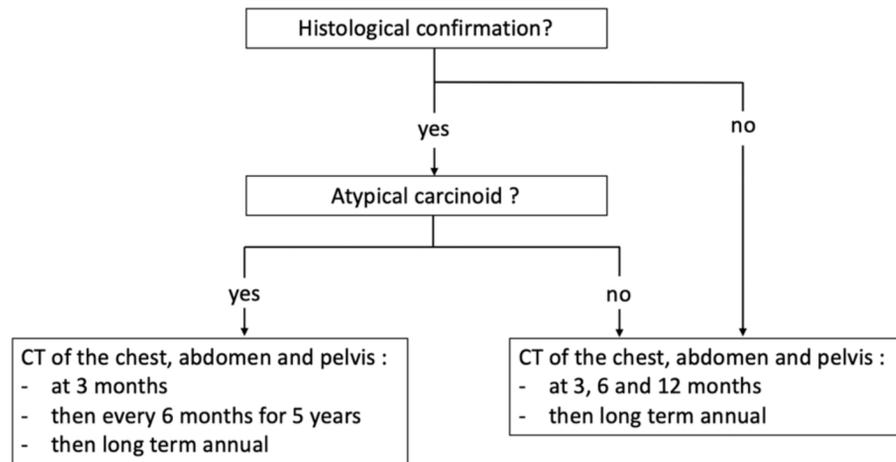 Histological confirmation?
yes
no
Atypical carcinoid ?
yes
no
CT of the chest, abdomen and pelvis :
- at 3 months
- then every 6 months for 5 years
- then long term annual
CT of the chest, abdomen and pelvis :
- at 3, 6 and 12 months
- then long term annual